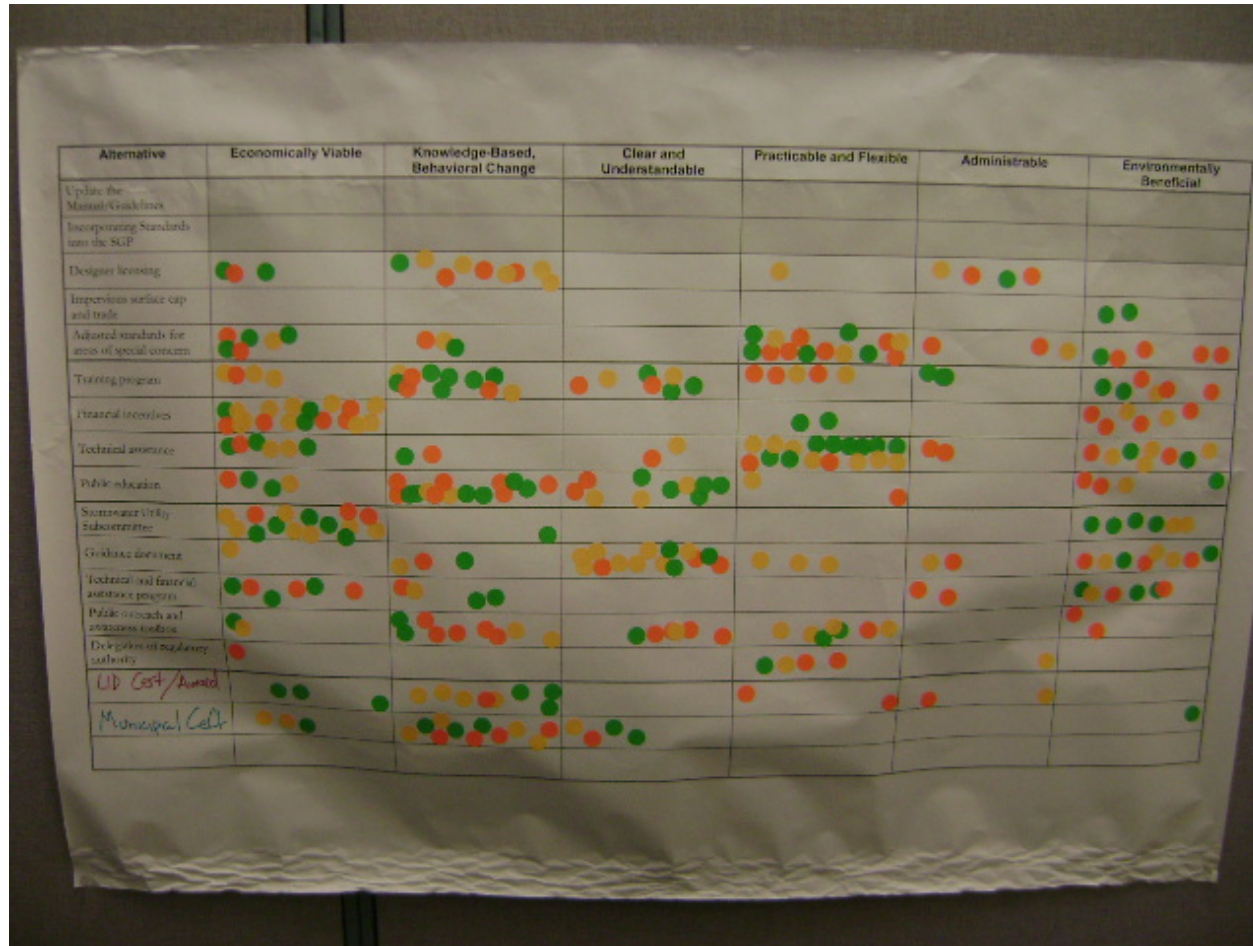 Alternative
Economically Viable
Knowledge-Based,
Behavioral Change
Clear and
Understandable
Practicable and Flexible
Administrable
Environmentally
Beneficial
Update the
Manual/Guidelines
Incorporating Standards
into the SGP
Designer licensing
Impervious surface cap
and trade
Adjusted standards for
areas of special concern
Training program
Financial incentives
Technical assistance
Public education
Stormwater Utility
Subcommittee
Guidance document
Technical and financial
assistance program
Public outreach and
awareness
Delegation of regulatory
authority
LID Cert/
Municipal Cert